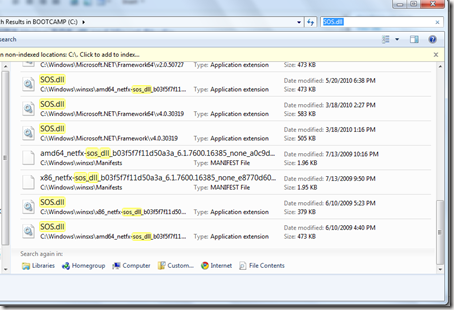 ch Results in BOOTCAMP (C:)
SOS.dll
search
n non-indexed locations: C:\. Click to add to index...
C:\Windows\Microsoft.NET\Framework64\v2.0.50727 Type: Application extension Size: 473 KB
SOS.dll Date modified: 5/20/2010 6:38 PM
C:\Windows\winsxs\amd64_netfx-sos_dll_b03f5f7f11... Type: Application extension Size: 473 KB
SOS.dll Date modified: 3/18/2010 2:27 PM
C:\Windows\Microsoft.NET\Framework64\v4.0.30319 Type: Application extension Size: 583 KB
SOS.dll Date modified: 3/18/2010 1:16 PM
C:\Windows\Microsoft.NET\Framework\v4.0.30319 Type: Application extension Size: 505 KB
amd64_netfx-sos_dll_b03f5f7f11d50a3a_6.1.7600.16385_none_a0c9d... Date modified: 7/13/2009 10:16 PM
C:\Windows\winsxs\Manifests Type: MANIFEST File Size: 1.96 KB
x86_netfx-sos_dll_b03f5f7f11d50a3a_6.1.7600.16385_none_e8770d60... Date modified: 7/13/2009 9:50 PM
C:\Windows\winsxs\Manifests Type: MANIFEST File Size: 1.95 KB
SOS.dll Date modified: 6/10/2009 5:23 PM
C:\Windows\winsxs\x86_netfx-sos_dll_b03f5f7f11d50... Type: Application extension Size: 379 KB
SOS.dll Date modified: 6/10/2009 4:40 PM
C:\Windows\winsxs\amd64_netfx-sos_dll_b03f5f7f11... Type: Application extension Size: 473 KB
Search again in:
Libraries Homegroup Computer Custom... Internet File Contents